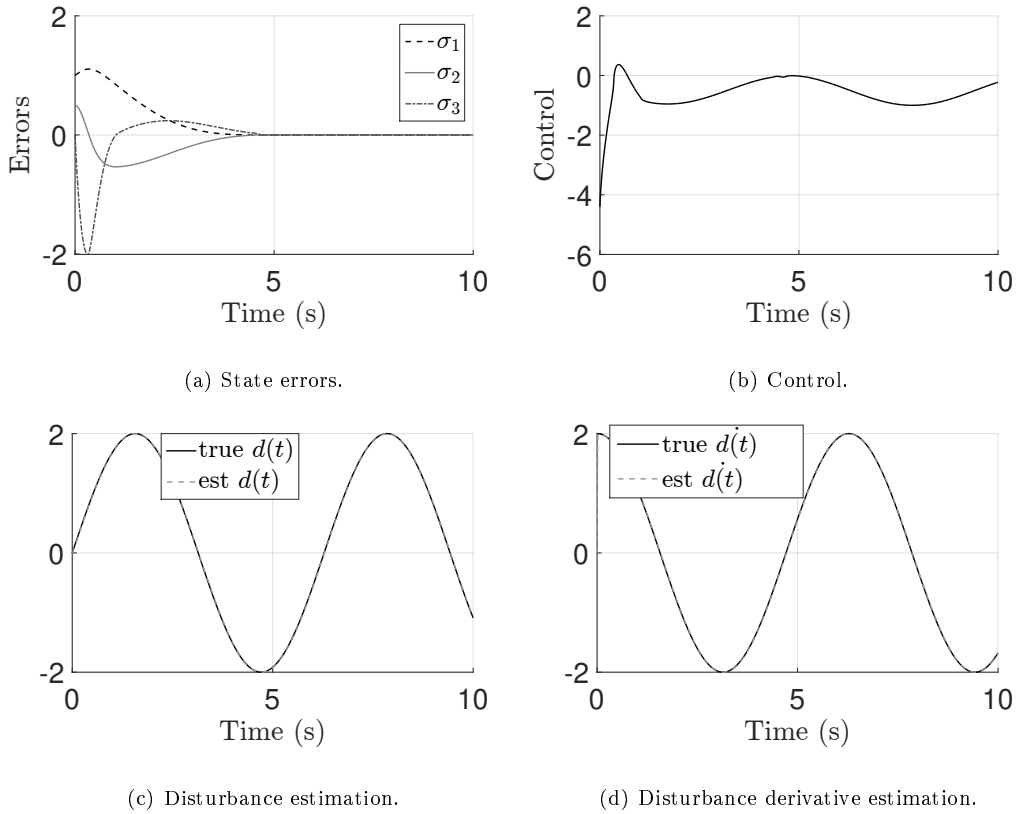 2
0
-2
Errors
σ1
σ2
σ3
0
5
10
Time (s)
(a) State errors.
2
0
-2
-4
-6
Control
0
5
10
Time (s)
(b) Control.
2
0
-2
true d(t)
est d(t)
0
5
10
Time (s)
(c) Disturbance estimation.
2
0
-2
true ḋ(t)
est ḋ(t)
0
5
10
Time (s)
(d) Disturbance derivative estimation.